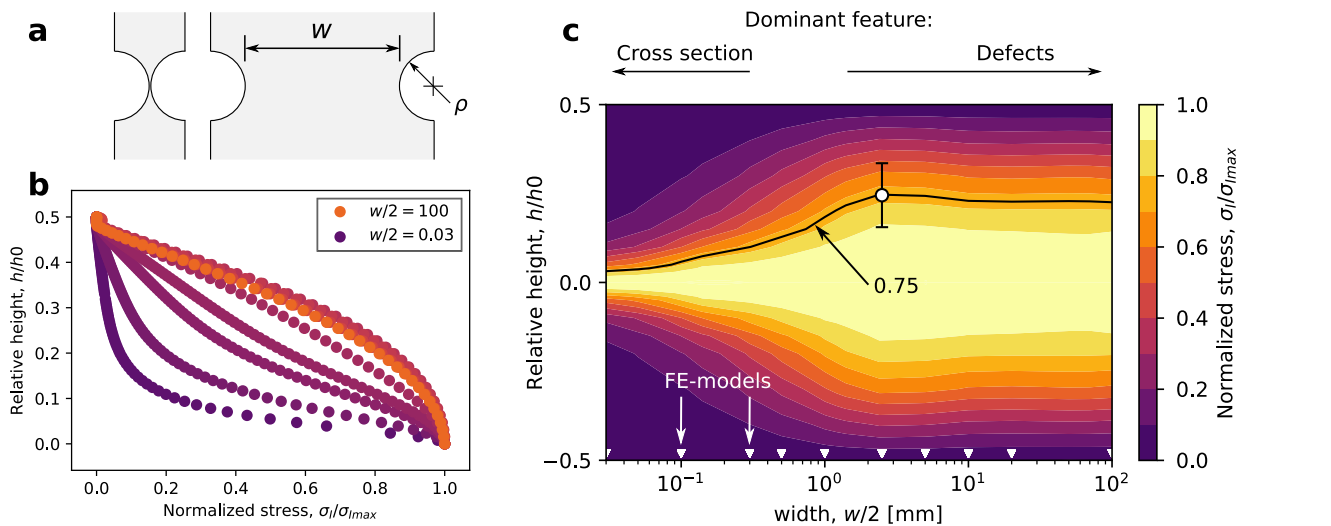 a
w
ρ
b
w/2 = 100
w/2 = 0.03
0.5
0.4
0.3
0.2
0.1
0.0
Relative height, h/h0
0.0 0.2 0.4 0.6 0.8 1.0
Normalized stress, σI/σImax
c
Dominant feature:
Cross section
Defects
0.5
0.0
−0.5
Relative height, h/h0
0.75
FE-models
10⁻¹ 10⁰ 10¹ 10²
width, w/2 [mm]
1.0
0.8
0.6
0.4
0.2
0.0
Normalized stress, σI/σImax